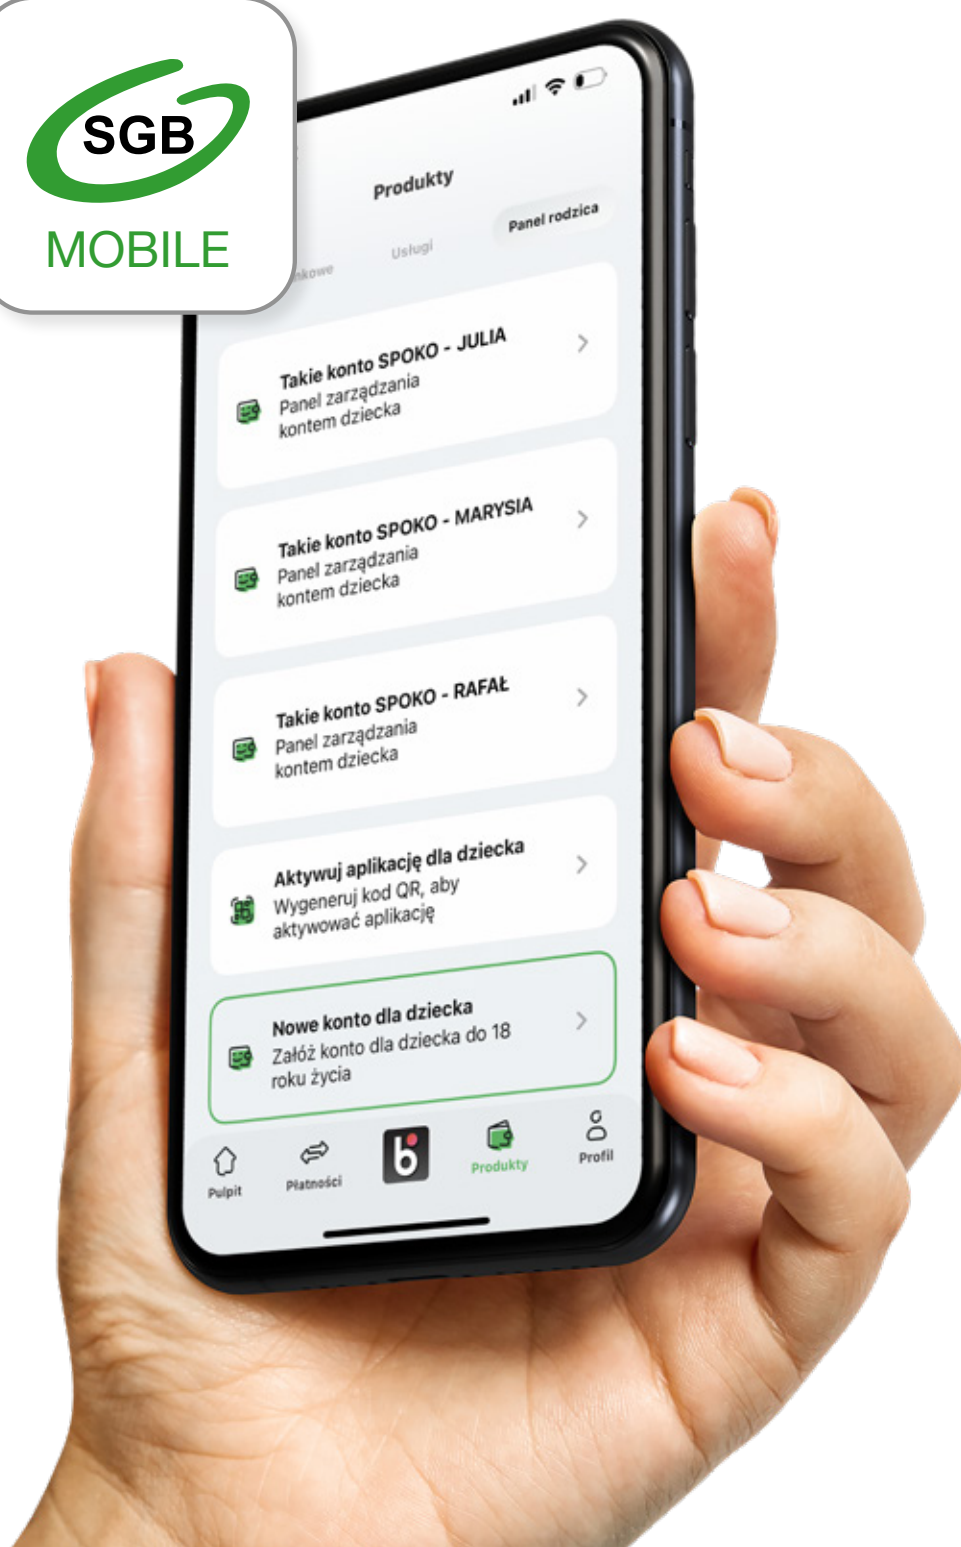 SGB
MOBILE
Produkty
Usługi
Panel rodzica
Takie konto SPOKO - JULIA
Panel zarządzania
kontem dziecka
Takie konto SPOKO - MARYSIA
Panel zarządzania
kontem dziecka
Takie konto SPOKO - RAFAŁ
Panel zarządzania
kontem dziecka
Aktywuj aplikację dla dziecka
Wygeneruj kod QR, aby
aktywować aplikację
Nowe konto dla dziecka
Załóż konto dla dziecka do 18
roku życia
Pulpit
Płatności
Produkty
Profil